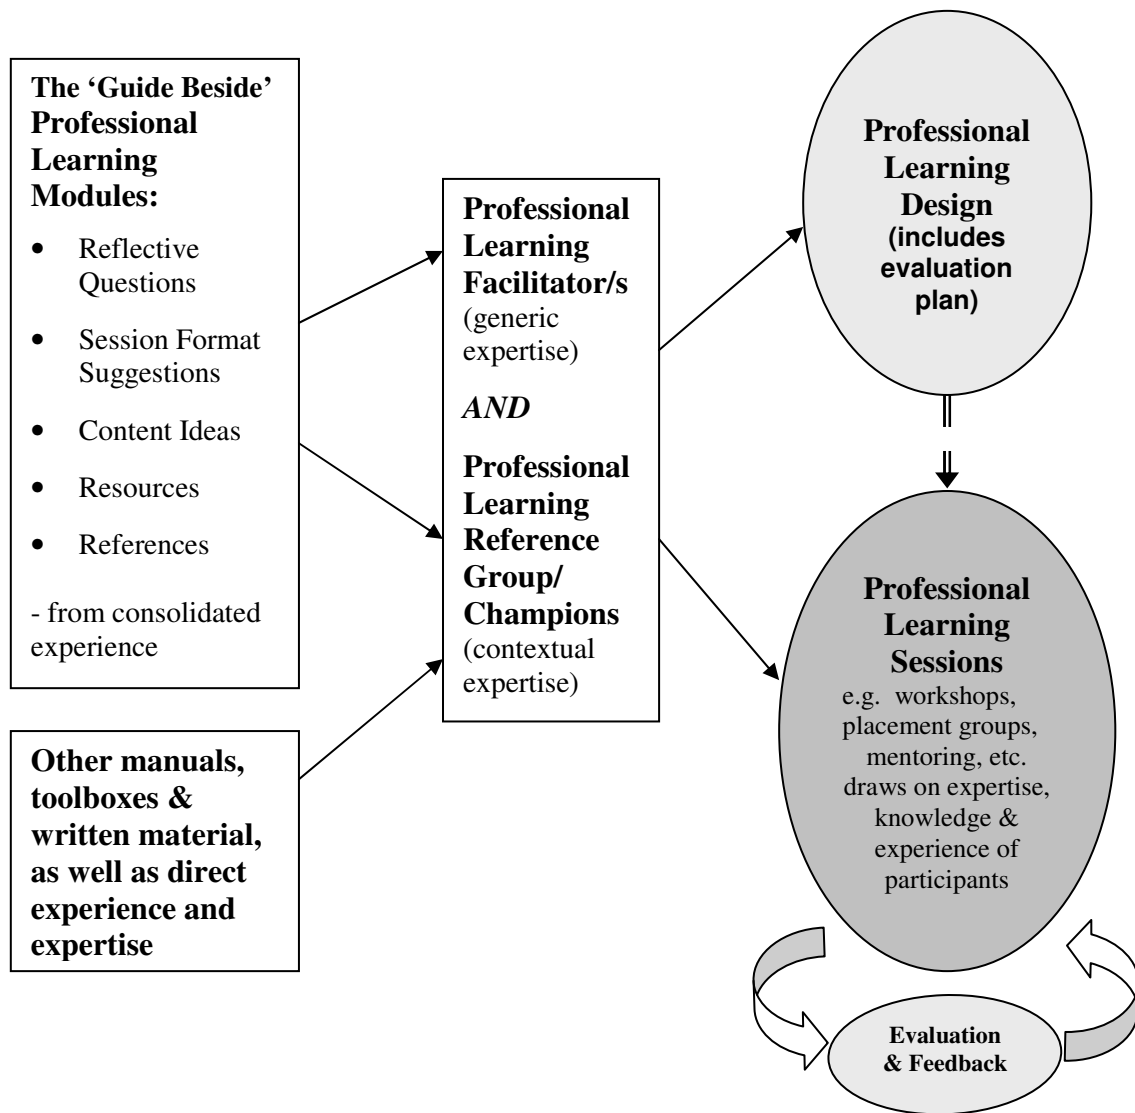 The ‘Guide Beside’
Professional
Learning
Modules:
• Reflective
Questions
• Session Format
Suggestions
• Content Ideas
• Resources
• References
- from consolidated
experience
Other manuals,
toolboxes &
written material,
as well as direct
experience and
expertise
Professional
Learning
Facilitator/s
(generic
expertise)
AND
Professional
Learning
Reference
Group/
Champions
(contextual
expertise)
Professional
Learning
Design
(includes
evaluation
plan)
Professional
Learning
Sessions
e.g. workshops,
placement groups,
mentoring, etc.
draws on expertise,
knowledge &
experience of
participants
Evaluation
& Feedback